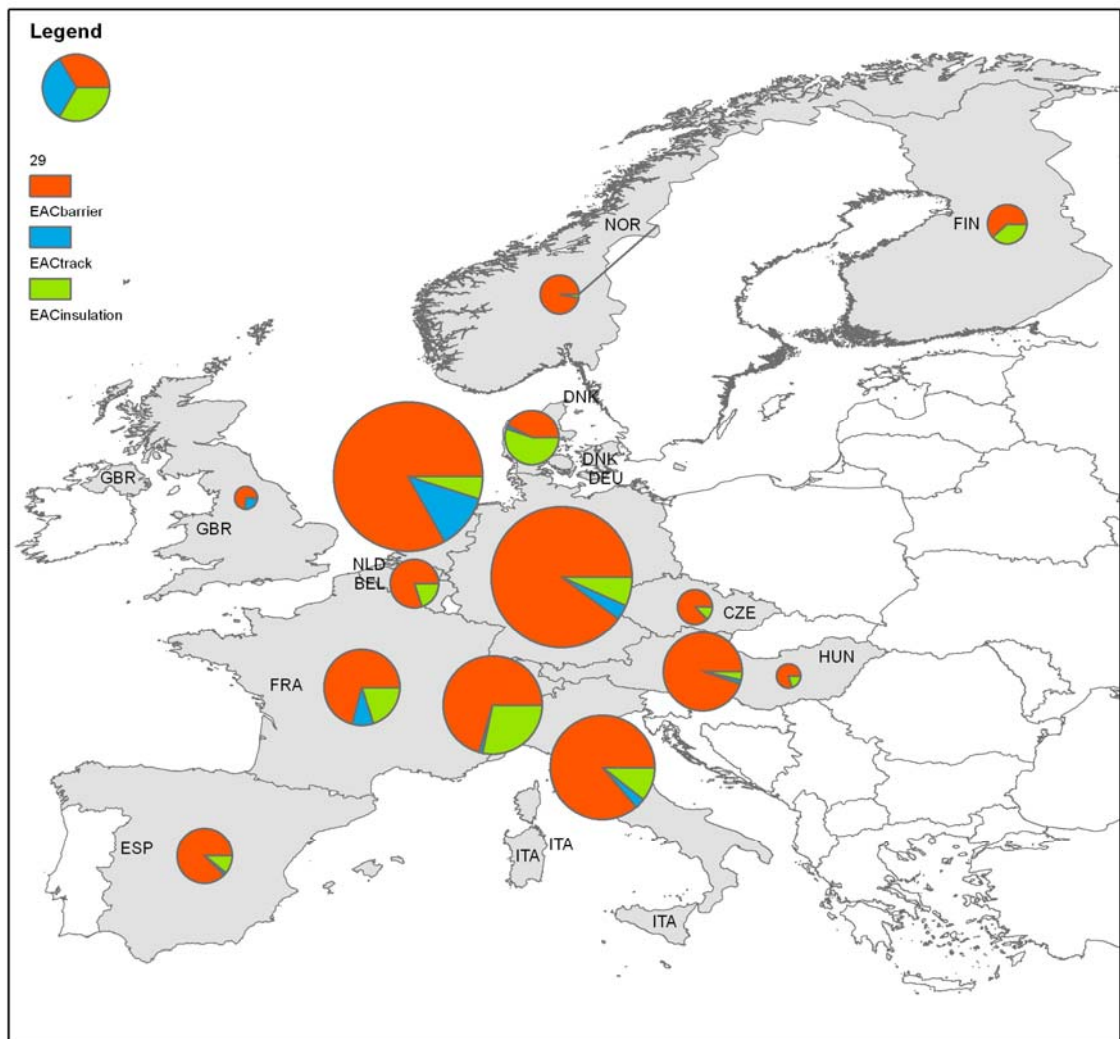 Legend
29
EACbarrier
EACtrack
EACinsulation
NOR
FIN
DNK
DNK
DEU
GBR
GBR
NLD
BEL
CZE
HUN
FRA
ESP
ITA
ITA
ITA